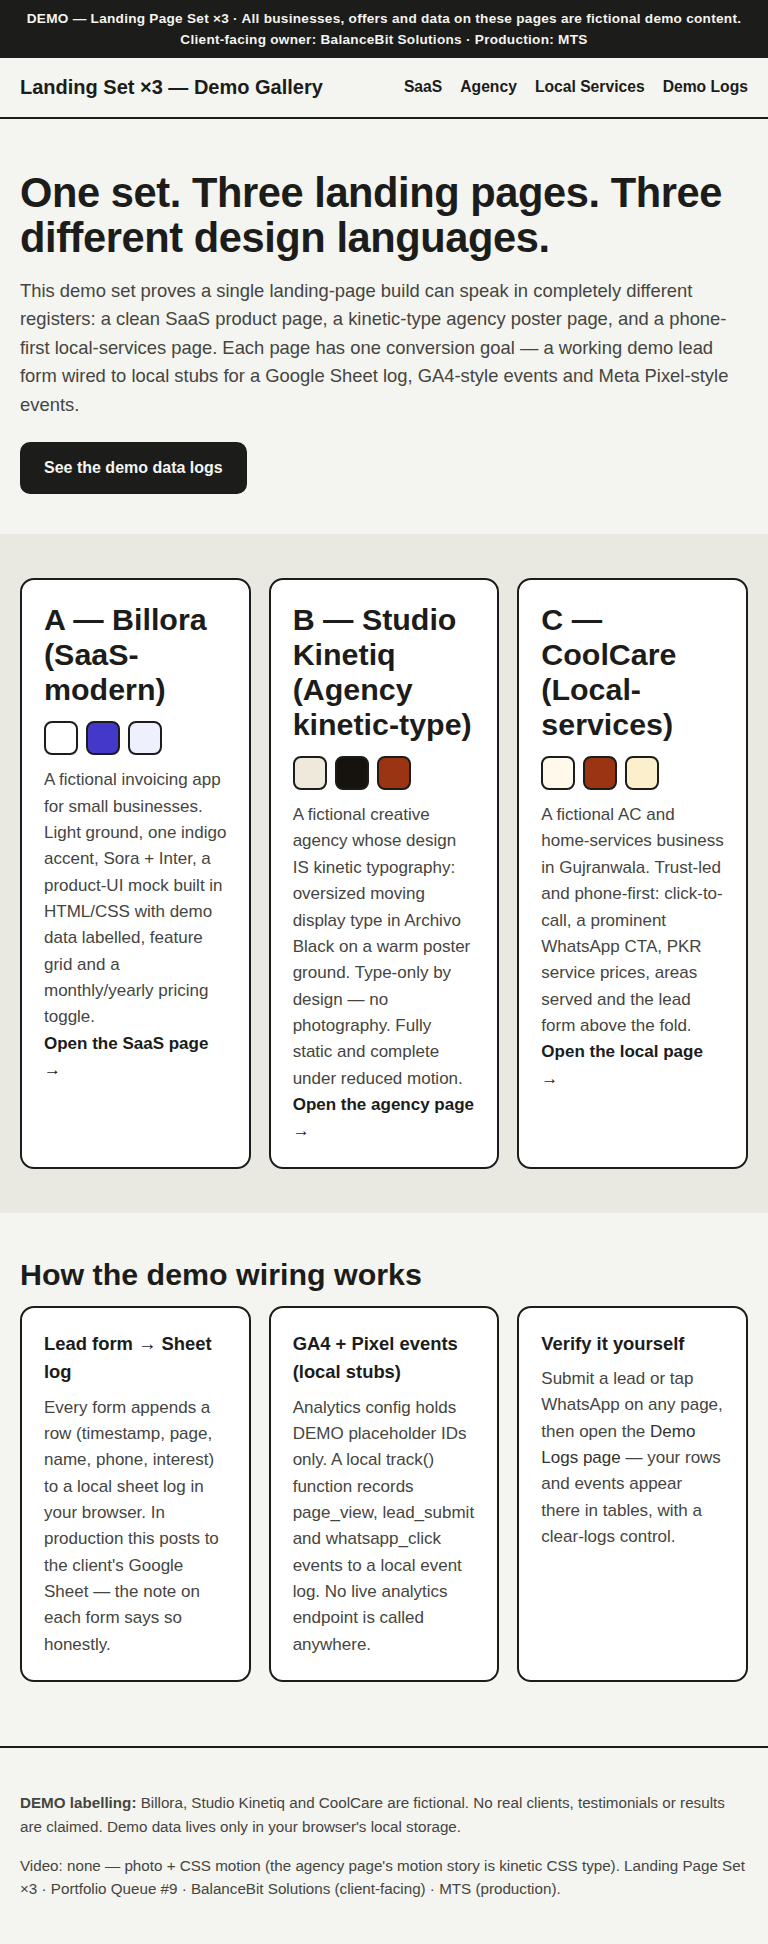 DEMO — Landing Page Set ×3 · All businesses, offers and data on these pages are fictional demo content.
Client-facing owner: BalanceBit Solutions · Production: MTS
Landing Set ×3 — Demo Gallery
SaaS Agency Local Services Demo Logs
One set. Three landing pages. Three
different design languages.
This demo set proves a single landing-page build can speak in completely different
registers: a clean SaaS product page, a kinetic-type agency poster page, and a phone-
first local-services page. Each page has one conversion goal — a working demo lead
form wired to local stubs for a Google Sheet log, GA4-style events and Meta Pixel-style
events.
See the demo data logs
A — Billora
(SaaS-
modern)
A fictional invoicing app
for small businesses.
Light ground, one indigo
accent, Sora + Inter, a
product-UI mock built in
HTML/CSS with demo
data labelled, feature
grid and a
monthly/yearly pricing
toggle.
Open the SaaS page
→
B — Studio
Kinetiq
(Agency
kinetic-type)
A fictional creative
agency whose design
IS kinetic typography:
oversized moving
display type in Archivo
Black on a warm poster
ground. Type-only by
design — no
photography. Fully
static and complete
under reduced motion.
Open the agency page
→
C —
CoolCare
(Local-
services)
A fictional AC and
home-services business
in Gujranwala. Trust-led
and phone-first: click-to-
call, a prominent
WhatsApp CTA, PKR
service prices, areas
served and the lead
form above the fold.
Open the local page
→
How the demo wiring works
Lead form → Sheet
log
Every form appends a
row (timestamp, page,
name, phone, interest)
to a local sheet log in
your browser. In
production this posts to
the client's Google
Sheet — the note on
each form says so
honestly.
GA4 + Pixel events
(local stubs)
Analytics config holds
DEMO placeholder IDs
only. A local track()
function records
page_view, lead_submit
and whatsapp_click
events to a local event
log. No live analytics
endpoint is called
anywhere.
Verify it yourself
Submit a lead or tap
WhatsApp on any page,
then open the Demo
Logs page — your rows
and events appear
there in tables, with a
clear-logs control.
DEMO labelling: Billora, Studio Kinetiq and CoolCare are fictional. No real clients, testimonials or results
are claimed. Demo data lives only in your browser's local storage.
Video: none — photo + CSS motion (the agency page's motion story is kinetic CSS type). Landing Page Set
×3 · Portfolio Queue #9 · BalanceBit Solutions (client-facing) · MTS (production).